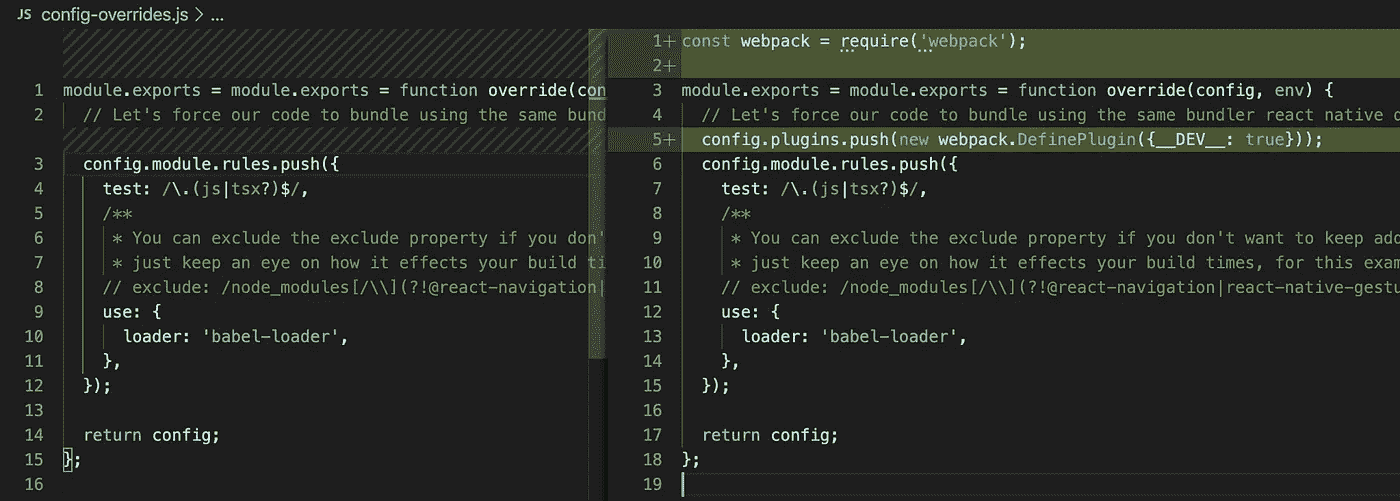 JS config-overrides.js > ...
1 module.exports = module.exports = function override(con
2 // Let's force our code to bundle using the same bund
3 config.module.rules.push({
4 test: /\.(js|tsx?)$/,
5 /**
6 * You can exclude the exclude property if you don'
7 * just keep an eye on how it effects your build ti
8 // exclude: /node_modules[/\\](?!@react-navigation|
9 use: {
10 loader: 'babel-loader',
11 },
12 });
13
14 return config;
15 };
16
1+ const webpack = require('webpack');
2+
3 module.exports = module.exports = function override(config, env) {
4 // Let's force our code to bundle using the same bundler react native
5+ config.plugins.push(new webpack.DefinePlugin({__DEV__: true}));
6 config.module.rules.push({
7 test: /\.(js|tsx?)$/,
8 /**
9 * You can exclude the exclude property if you don't want to keep add
10 * just keep an eye on how it effects your build times, for this exam
11 // exclude: /node_modules[/\\](?!@react-navigation|react-native-gestu
12 use: {
13 loader: 'babel-loader',
14 },
15 });
16
17 return config;
18 };
19